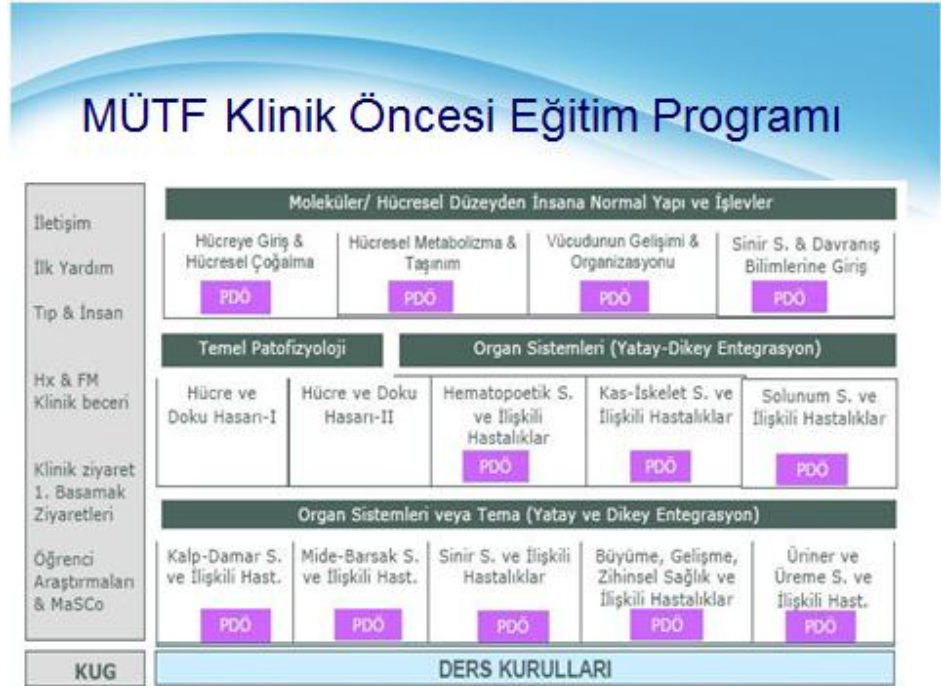 MÜTF Klinik Öncesi Eğitim Programı
İletişim
İlk Yardım
Tıp & İnsan
Hx & FM
Klinik beceri
Klinik ziyaret
1. Basamak
Ziyaretleri
Öğrenci
Araştırmaları
& MaSCo
KUG
Moleküler/ Hücresel Düzeyden İnsana Normal Yapı ve İşlevler
Hücreye Giriş &
Hücresel Çoğalma
PDÖ
Hücresel Metabolizma &
Taşınım
PDÖ
Vücudunun Gelişimi &
Organizasyonu
PDÖ
Sinir S. & Davranış
Bilimlerine Giriş
PDÖ
Temel Patofizyoloji
Organ Sistemleri (Yatay-Dikey Entegrasyon)
Hücre ve
Doku Hasarı-I
Hücre ve Doku
Hasarı-II
Hematopoetik S.
ve İlişkili
Hastalıklar
PDÖ
Kas-İskelet S. ve
İlişkili Hastalıklar
PDÖ
Solunum S. ve
İlişkili Hastalıklar
PDÖ
Organ Sistemleri veya Tema (Yatay ve Dikey Entegrasyon)
Kalp-Damar S.
ve İlişkili Hast.
PDÖ
Mide-Barsak S.
ve İlişkili Hast.
PDÖ
Sinir S. ve İlişkili
Hastalıklar
PDÖ
Büyüme, Gelişme,
Zihinsel Sağlık ve
İlişkili Hastalıklar
PDÖ
Üriner ve
Üreme S. ve
İlişkili Hast.
PDÖ
DERS KURULLARI